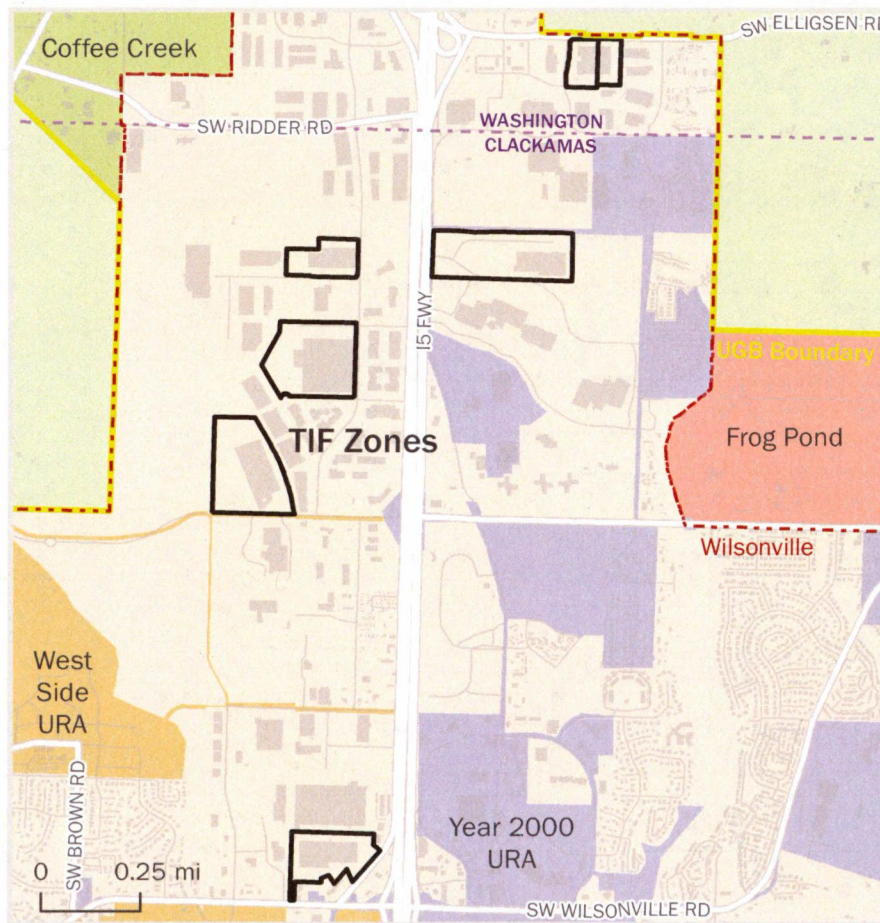 SW ELLIGSEN RD
Coffee Creek
SW RIDDER RD
WASHINGTON
CLACKAMAS
I5 FWY
UGB Boundary
TIF Zones
Frog Pond
Wilsonville
West
Side
URA
SW BROWN RD
Year 2000
URA
0 0.25 mi
SW WILSONVILLE RD